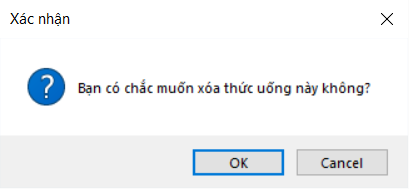 Xác nhận
Bạn có chắc muốn xóa thức uống này không?
OK
Cancel